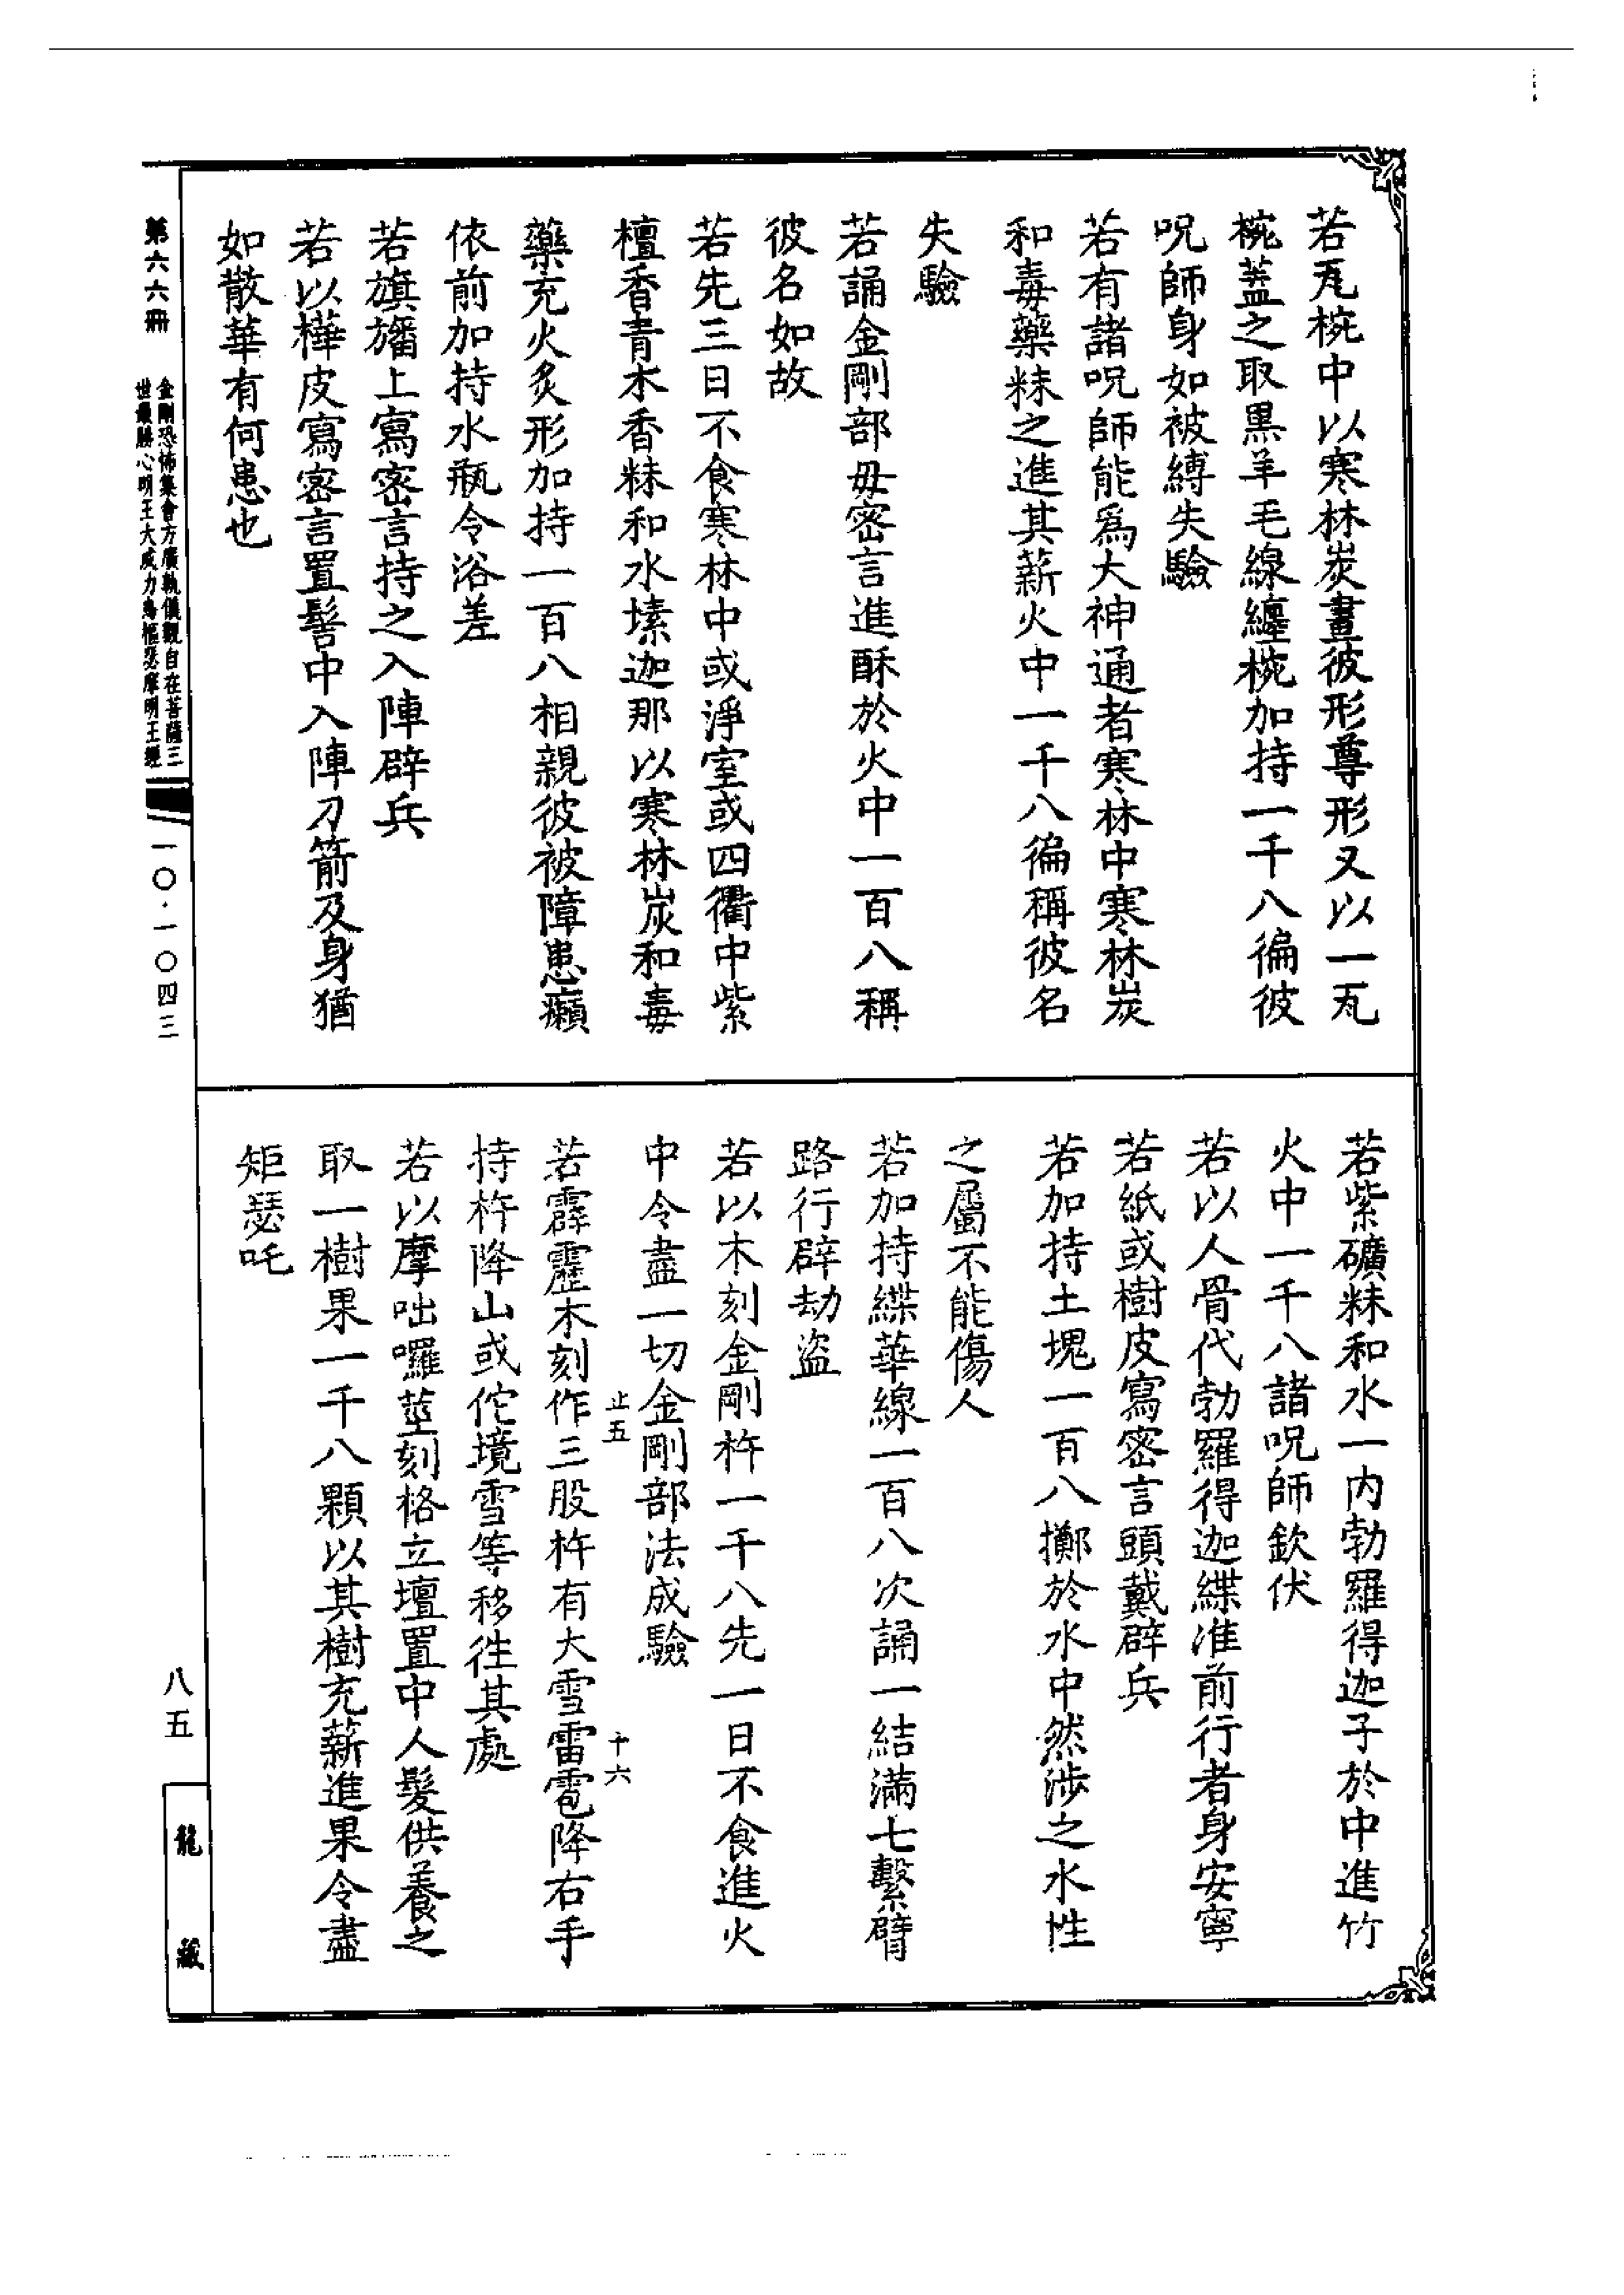 若瓦椀中以寒林炭畫彼形尊形又以一瓦
椀蓋之取黑羊毛線纏椀加持一千八徧彼
呪師身如被縛失驗
若有諸呪師能爲大神通者寒林中寒林炭
和毒藥粖之進其薪火中一千八徧稱彼名
失驗
若誦金剛部毋密言進酥於火中一百八稱
彼名如故
若先三日不食寒林中或淨室或四衢中紫
檀香青木香粖和水塐迦那以寒林炭和毒
藥充火炙形加持一百八相親彼被障患癩
依前加持水瓶令浴差
若旗旛上寫密言持之入陣辟兵
若以樺皮寫密言置髻中入陣刀箭及身猶
如散華有何患也
若紫礦粖和水一内勃羅得迦子於中進竹
火中一千八諸呪師欽伏
若以人骨代勃羅得迦緤准前行者身安寧
若紙或樹皮寫密言頭戴辟兵
若加持土塊一百八擲於水中然涉之水性
之屬不能傷人
若加持緤華線一百八次誦一結滿七繫臂
路行辟劫盜
若以木刻金剛杵一千八先一日不食進火
中令盡一切金剛部法成驗
止五
十六
若霹靂木刻作三股杵有大雪雷雹降右手
持杵降山或佗境雪等移往其處
若以摩咄囉莖刻格立壇置中人髮供養之
取一樹果一千八顆以其樹充薪進果令盡
矩瑟吒
第六六冊
金剛恐怖集會方廣軌儀觀自在菩薩三
世最勝心明王大威力烏樞瑟摩明王經
一〇·一〇四三
八五
龍藏